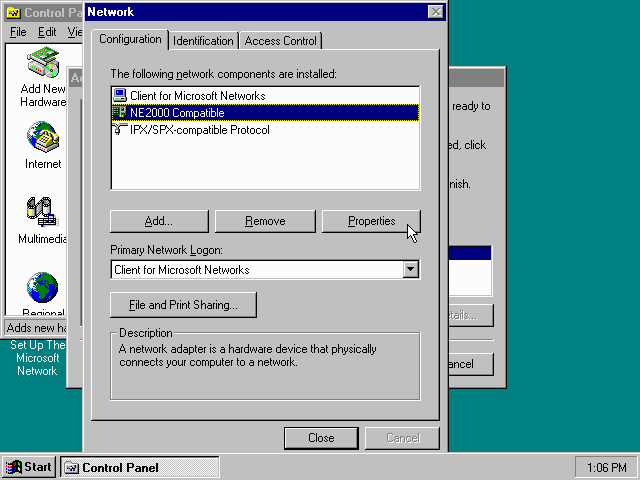 Control Pa
File Edit Vie
Add New
Hardware
Internet
Multimedia
Regional
Adds new ha
Set Up The
Microsoft
Network
Ad
ready to
ed, click
nish.
etails...
ancel
Network
Configuration Identification Access Control
The following network components are installed:
Client for Microsoft Networks
NE2000 Compatible
IPX/SPX-compatible Protocol
Add... Remove Properties
Primary Network Logon:
Client for Microsoft Networks
File and Print Sharing...
Description
A network adapter is a hardware device that physically
connects your computer to a network.
Close Cancel
Start Control Panel 1:06 PM